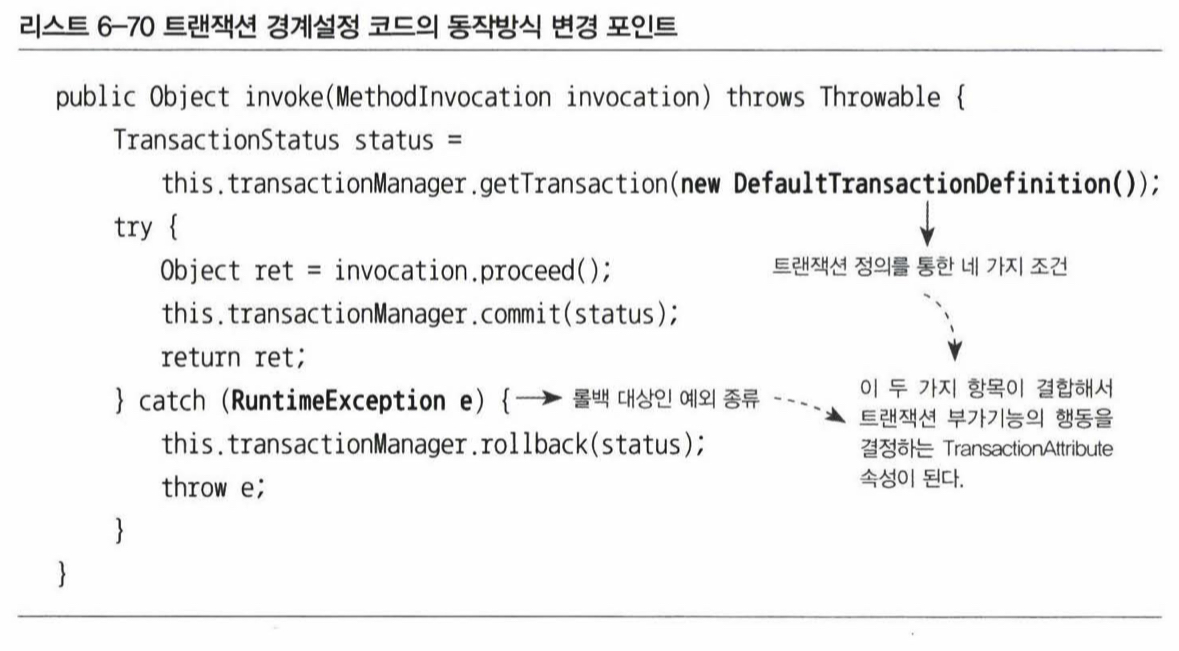 리스트 6–70 트랜잭션 경계설정 코드의 동작방식 변경 포인트
public Object invoke(MethodInvocation invocation) throws Throwable {
TransactionStatus status =
this.transactionManager.getTransaction(new DefaultTransactionDefinition());
try {
Object ret = invocation.proceed();
트랜잭션 정의를 통한 네 가지 조건
this.transactionManager.commit(status);
return ret;
} catch (RuntimeException e) {
롤백 대상인 예외 종류
이 두 가지 항목이 결합해서
트랜잭션 부가기능의 행동을
결정하는 TransactionAttribute
속성이 된다.
this.transactionManager.rollback(status);
throw e;
}
}